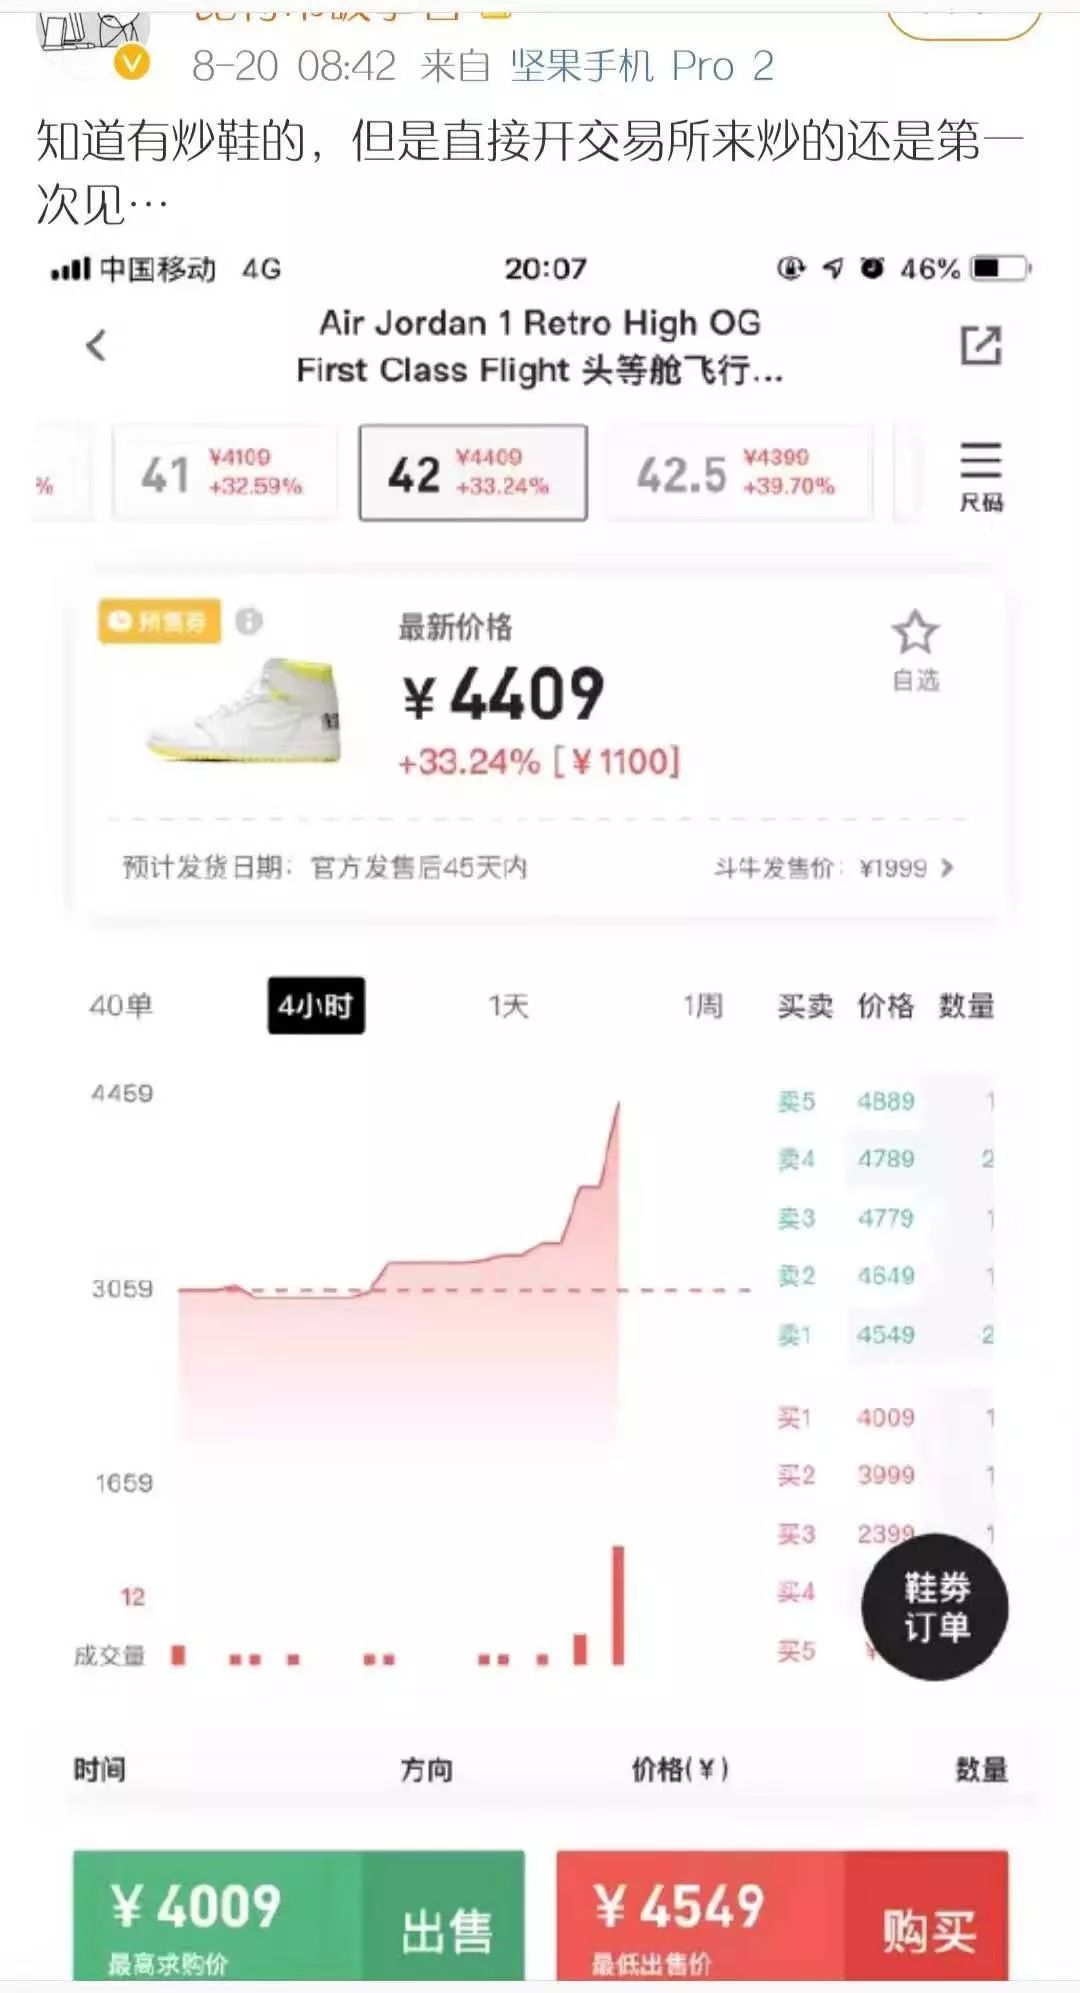 8-20 08:42 来自 坚果手机 Pro 2
知道有炒鞋的，但是直接开交易所来炒的还是第一
次见…
中国移动 4G 20:07 46%
Air Jordan 1 Retro High OG
First Class Flight 头等舱飞行...
% 41 ¥4109 +32.59% 42 ¥4409 +33.24% 42.5 ¥4399 +39.70% 尺码
预售券 最新价格
¥4409 自选
+33.24% [¥1100]
预计发货日期：官方发售后45天内 斗牛发售价：¥1999
40单 4小时 1天 1周 买卖 价格 数量
4459
3059
1659
12
成交量
卖5 4889 1
卖4 4789 2
卖3 4779 1
卖2 4649 1
卖1 4549 2
买1 4009 1
买2 3999 1
买3 2399 1
买4
买5 ¥
鞋券
订单
时间 方向 价格(¥) 数量
¥4009 出售
最高求购价
¥4549 购买
最低出售价